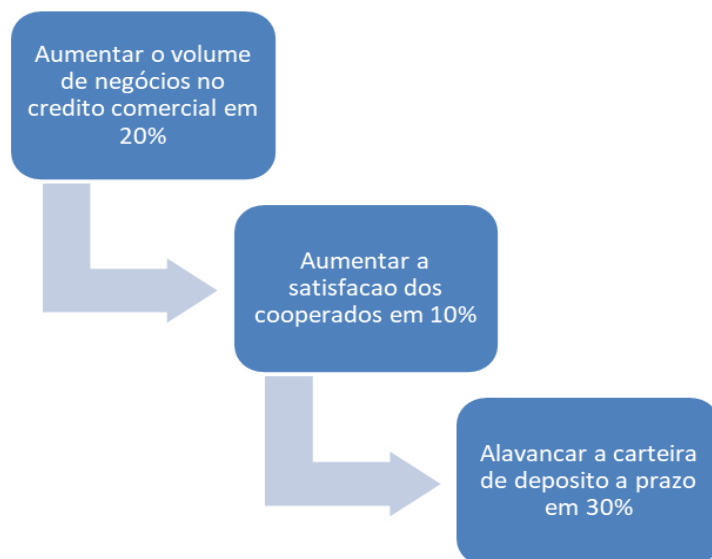 Aumentar o volume
de negócios no
credito comercial em
20%
Aumentar a
satisfacao dos
cooperados em 10%
Alavancar a carteira
de deposito a prazo
em 30%